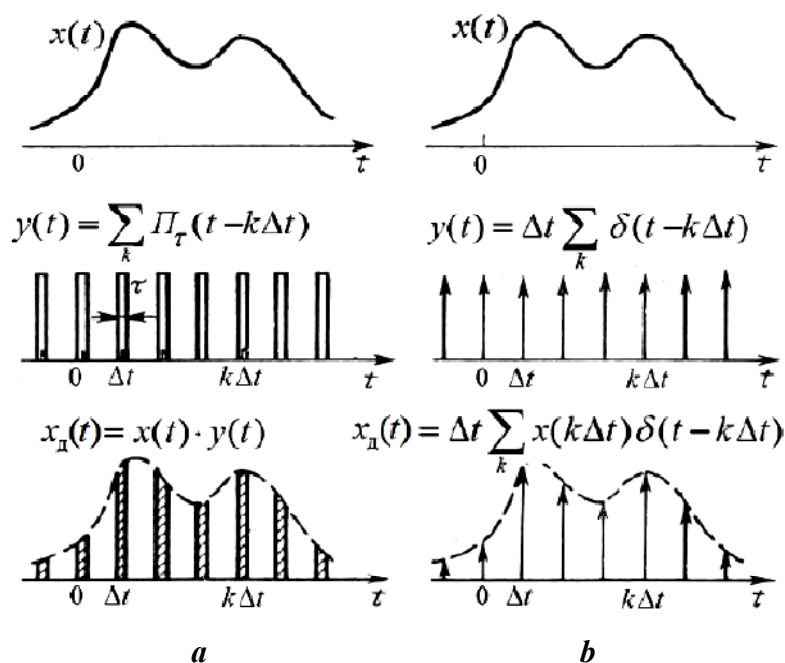 x(t)
0 t
y(t) = ∑ₖ Π_τ (t – kΔt)
τ
0 Δt kΔt t
x_д(t) = x(t) · y(t)
0 Δt kΔt t
a
x(t)
0 t
y(t) = Δt ∑ₖ δ(t – kΔt)
0 Δt kΔt t
x_д(t) = Δt ∑ₖ x(kΔt)δ(t – kΔt)
0 Δt kΔt t
b